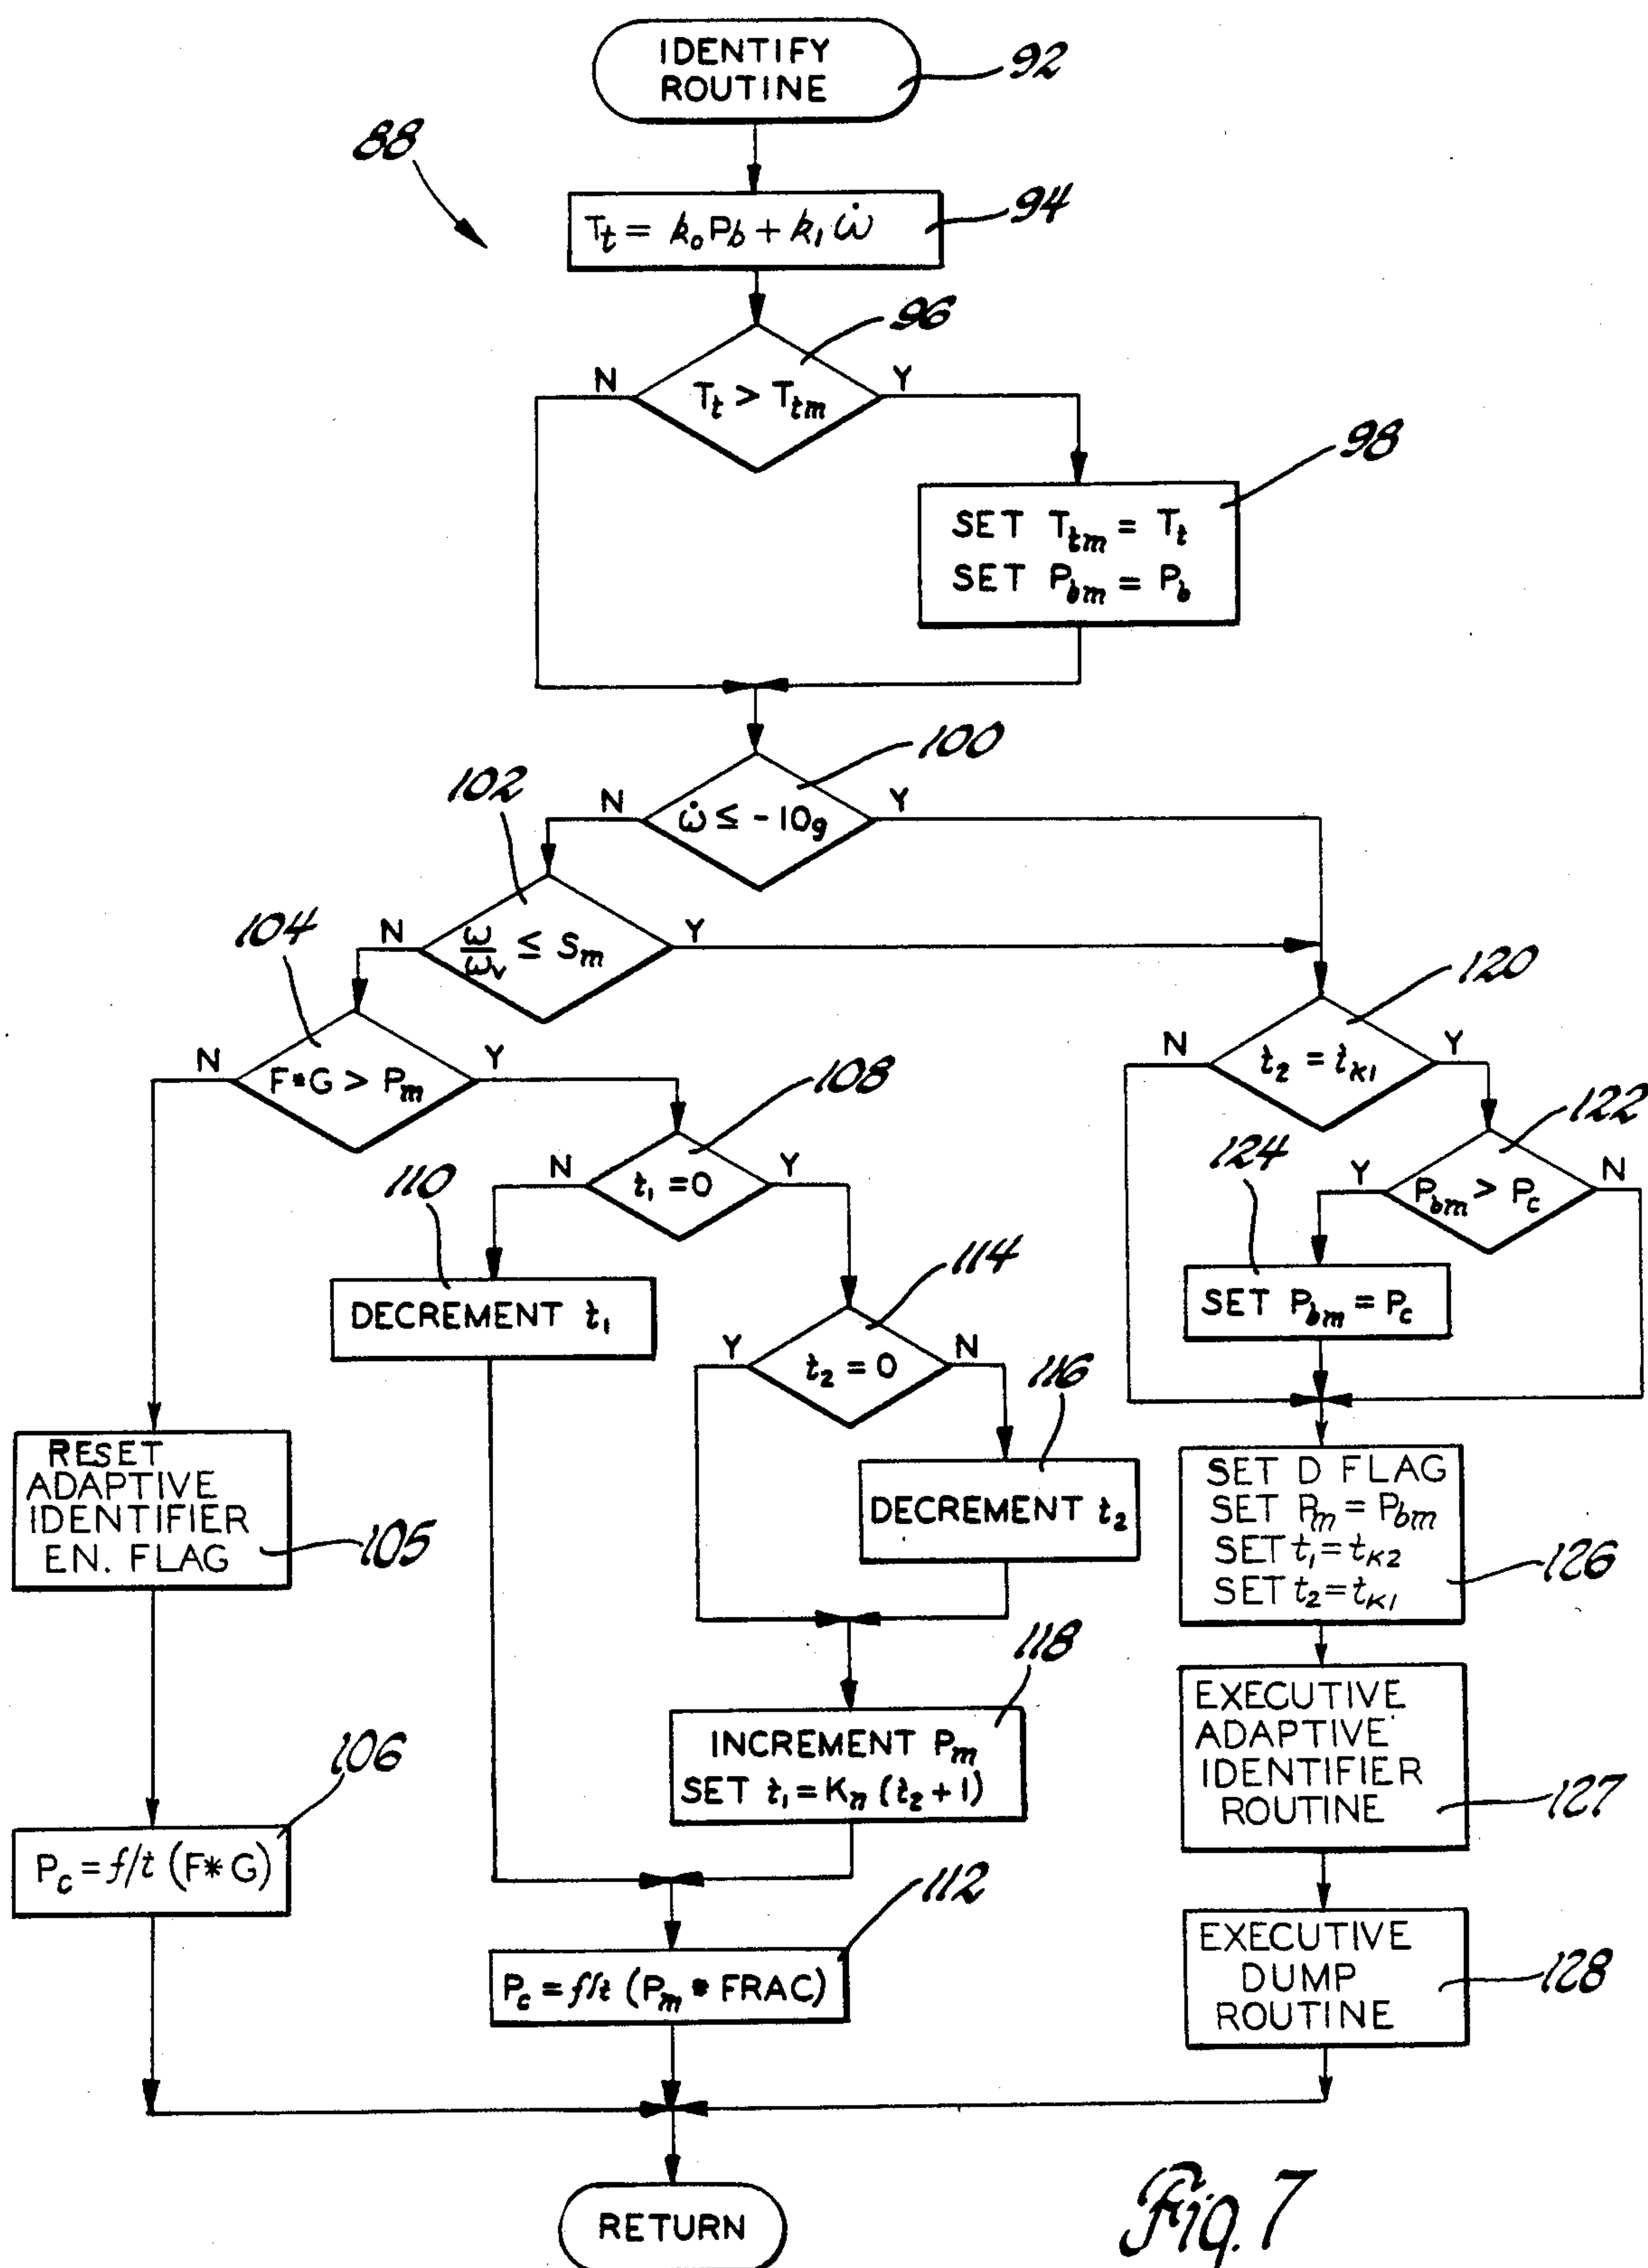 IDENTIFY
ROUTINE
92
88
Tt = k₀ Pb + k₁ ω̇
94
96
N
Tt > Ttm
Y
98
SET Ttm = Tt
SET Pbm = Pb
100
N
ω̇ ≤ - 10g
Y
102
N
ω/ωv ≤ Sm
Y
104
N
F*G > Pm
Y
120
N
t₂ = tK1
Y
108
N
t₁ = 0
Y
122
Y
Pbm > Pc
N
124
SET Pbm = Pc
110
DECREMENT t₁
114
Y
t₂ = 0
N
116
DECREMENT t₂
RESET
ADAPTIVE
IDENTIFIER
EN. FLAG
105
SET D FLAG
SET Pm = Pbm
SET t₁ = tK2
SET t₂ = tK1
126
118
INCREMENT Pm
SET t₁ = Kn (t₂ + 1)
EXECUTIVE
ADAPTIVE
IDENTIFIER
ROUTINE
127
106
Pc = f/t (F* G)
112
Pc = f/t (Pm * FRAC)
EXECUTIVE
DUMP
ROUTINE
128
RETURN
Fig. 7